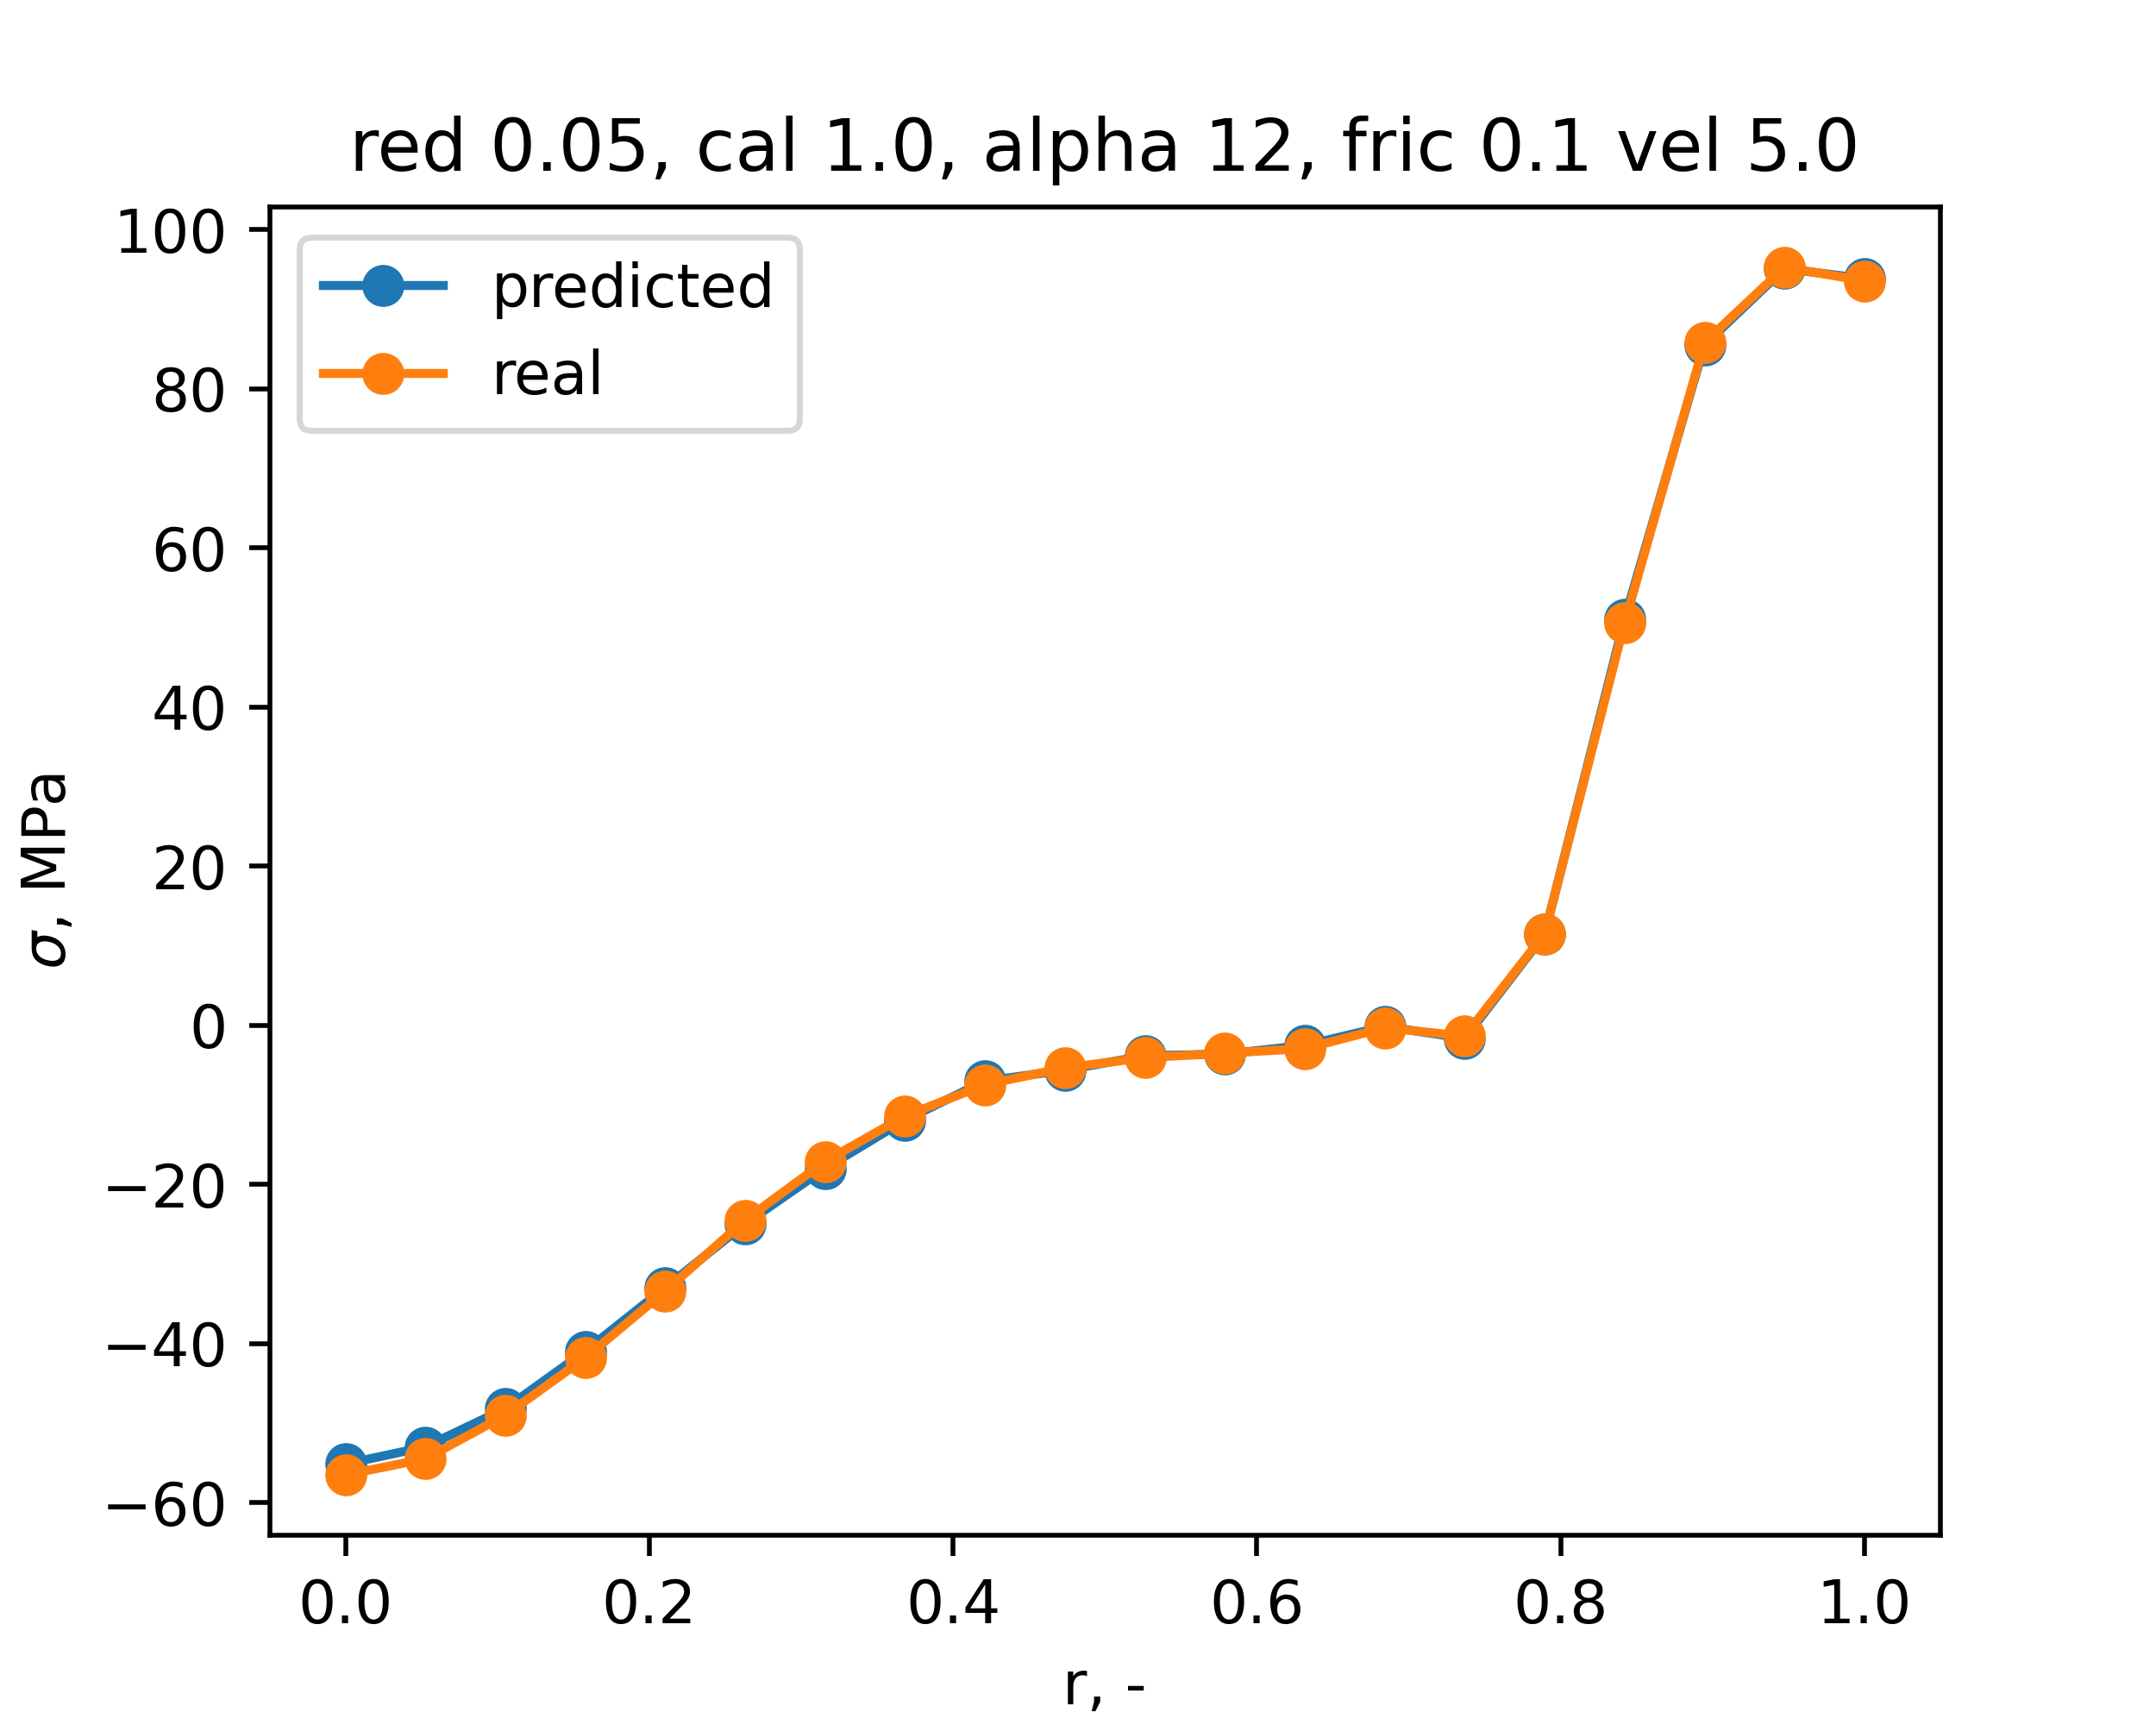 red 0.05, cal 1.0, alpha 12, fric 0.1 vel 5.0
predicted
real
100
80
60
40
20
0
−20
−40
−60
σ, MPa
0.0 0.2 0.4 0.6 0.8 1.0
r, -